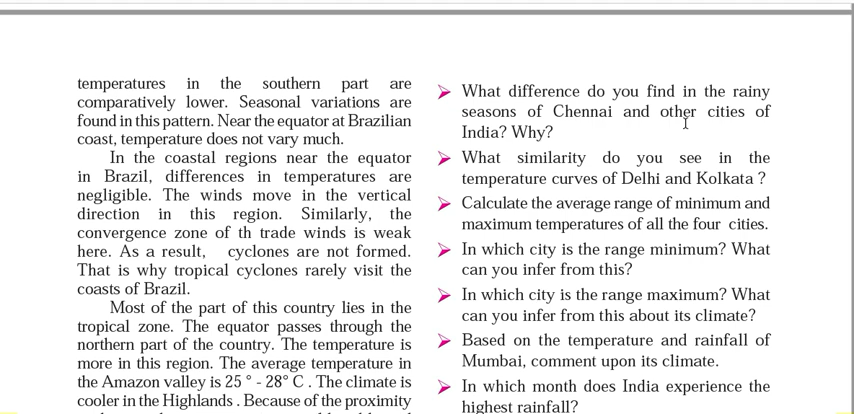 temperatures in the southern part are
comparatively lower. Seasonal variations are
found in this pattern. Near the equator at Brazilian
coast, temperature does not vary much.
In the coastal regions near the equator
in Brazil, differences in temperatures are
negligible. The winds move in the vertical
direction in this region. Similarly, the
convergence zone of th trade winds is weak
here. As a result, cyclones are not formed.
That is why tropical cyclones rarely visit the
coasts of Brazil.
Most of the part of this country lies in the
tropical zone. The equator passes through the
northern part of the country. The temperature is
more in this region. The average temperature in
the Amazon valley is 25 ° - 28° C . The climate is
cooler in the Highlands . Because of the proximity
➤ What difference do you find in the rainy
seasons of Chennai and other cities of
India? Why?
➤ What similarity do you see in the
temperature curves of Delhi and Kolkata ?
➤ Calculate the average range of minimum and
maximum temperatures of all the four cities.
➤ In which city is the range minimum? What
can you infer from this?
➤ In which city is the range maximum? What
can you infer from this about its climate?
➤ Based on the temperature and rainfall of
Mumbai, comment upon its climate.
➤ In which month does India experience the
highest rainfall?